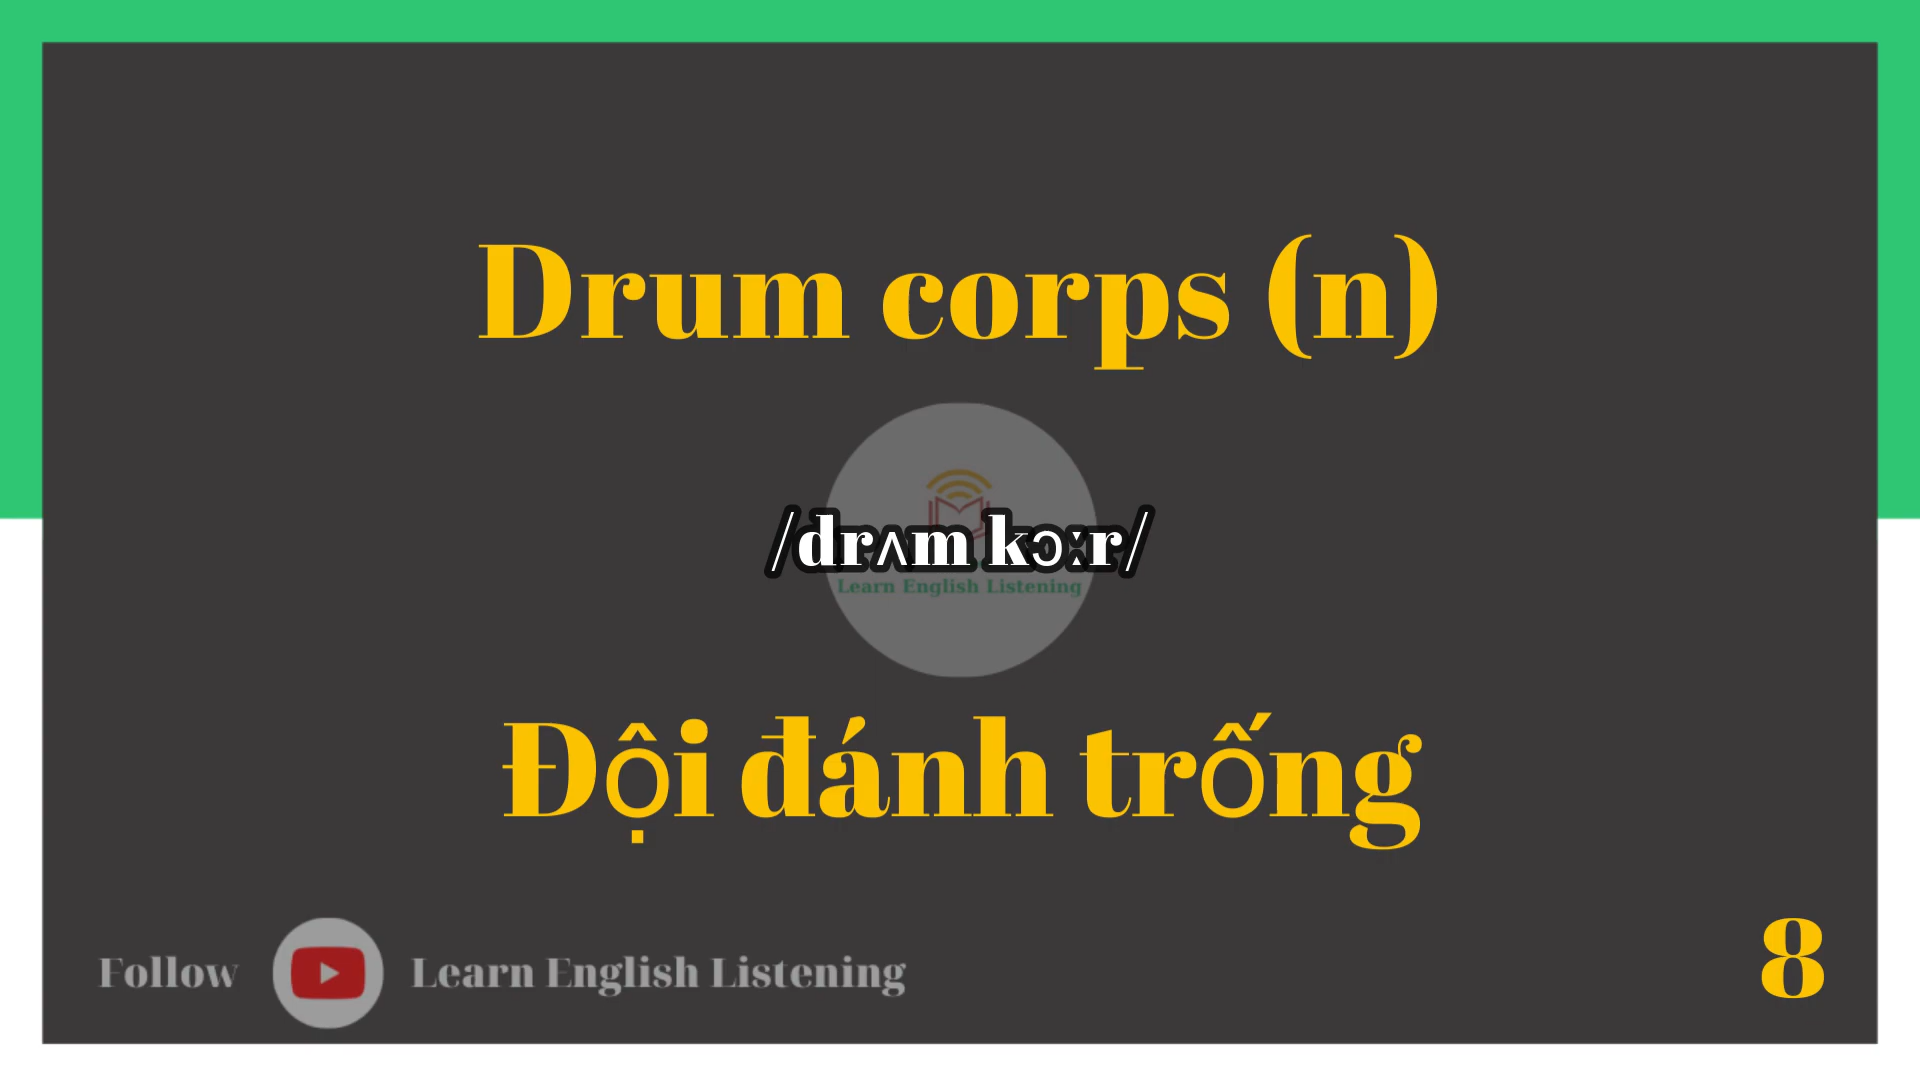 Drum corps (n)
/drʌm kɔːr/
Learn English Listening
Đội đánh trống
Follow Learn English Listening
8